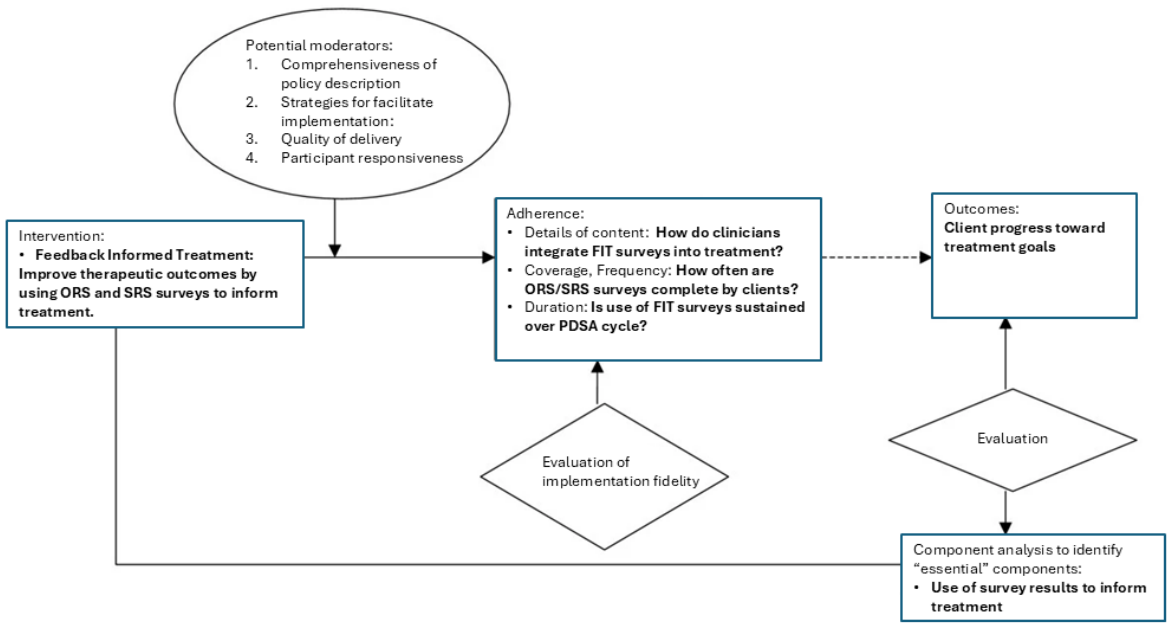 Potential moderators:
1. Comprehensiveness of
policy description
2. Strategies for facilitate
implementation:
3. Quality of delivery
4. Participant responsiveness
Intervention:
• Feedback Informed Treatment:
Improve therapeutic outcomes by
using ORS and SRS surveys to inform
treatment.
Adherence:
• Details of content: How do clinicians
integrate FIT surveys into treatment?
• Coverage, Frequency: How often are
ORS/SRS surveys complete by clients?
• Duration: Is use of FIT surveys sustained
over PDSA cycle?
Outcomes:
Client progress toward
treatment goals
Evaluation of
implementation fidelity
Evaluation
Component analysis to identify
“essential” components:
• Use of survey results to inform
treatment